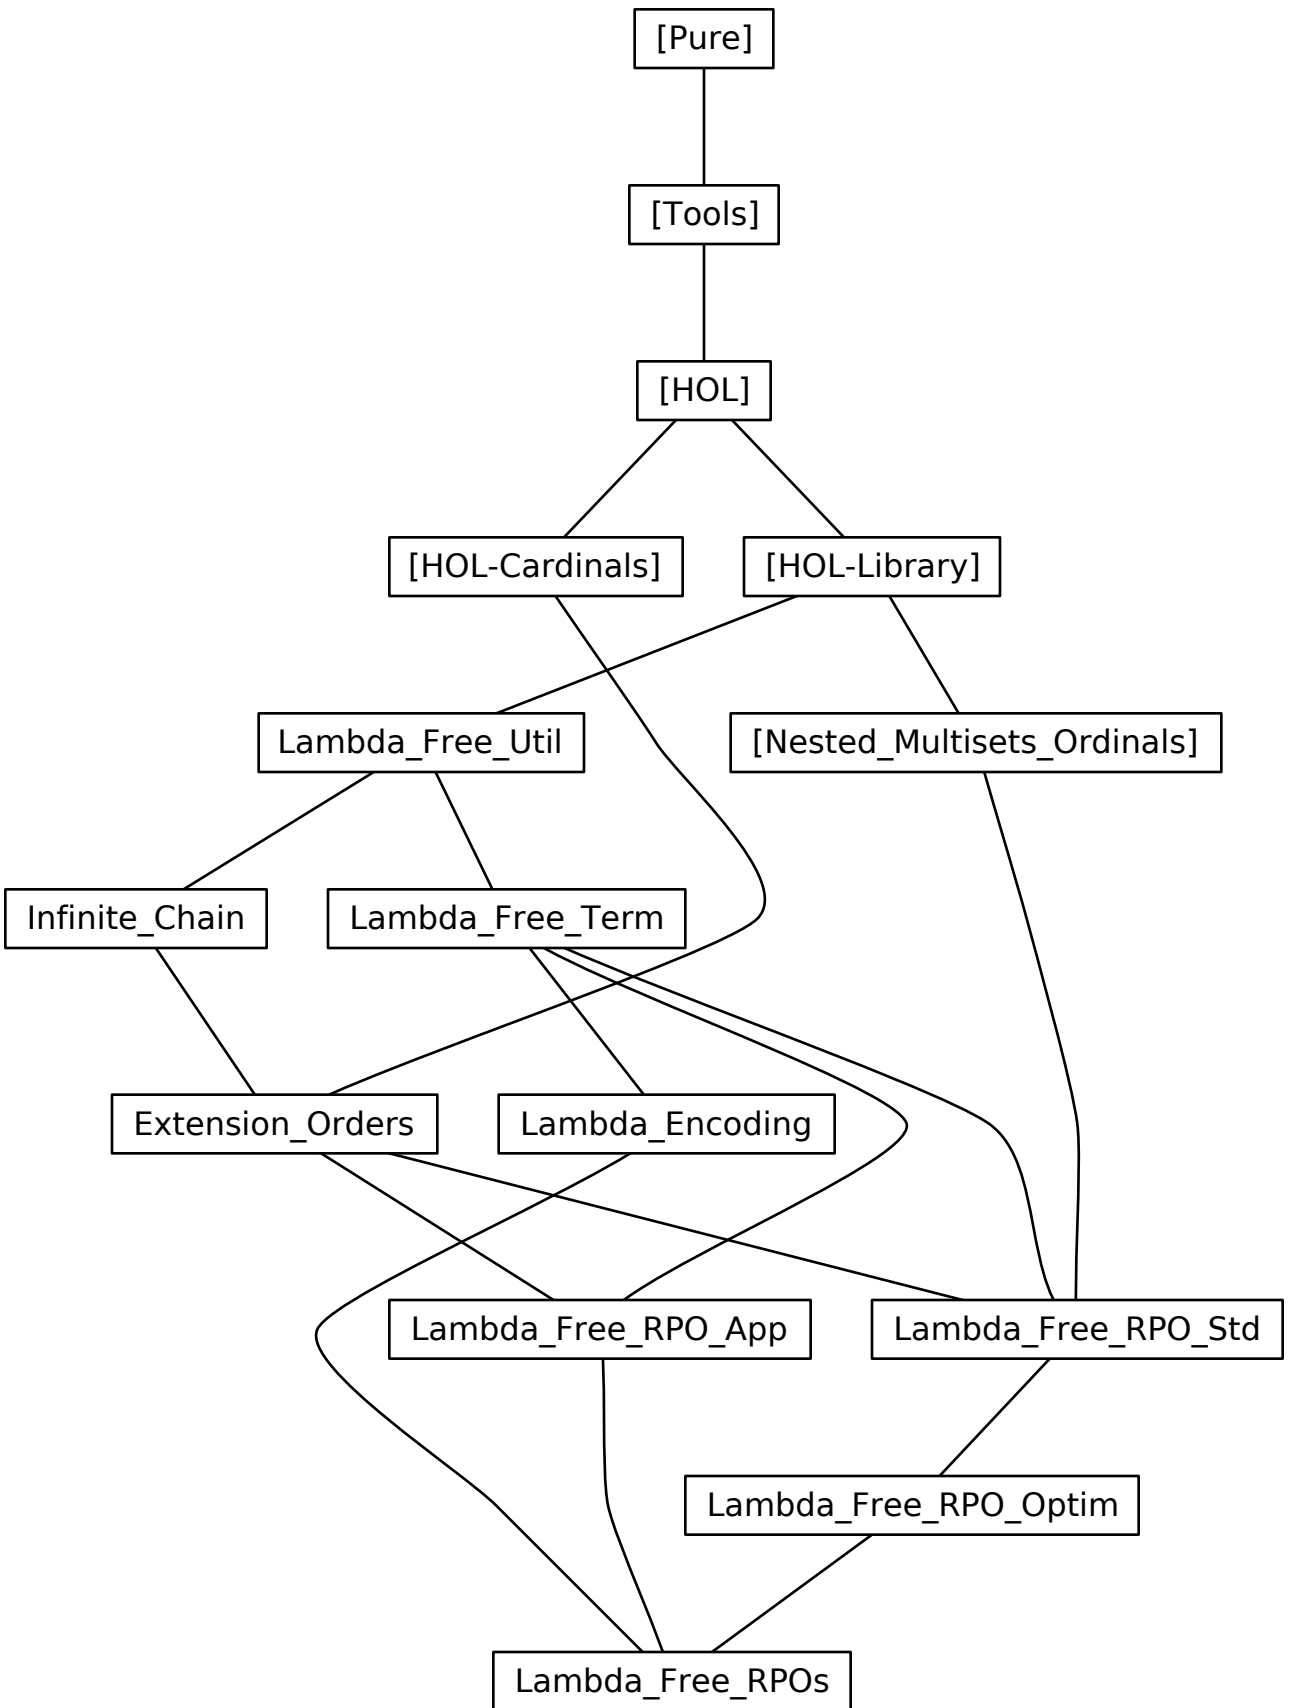 [Pure]
[Tools]
[HOL]
[HOL-Cardinals]
[HOL-Library]
Lambda_Free_Util
[Nested_Multisets_Ordinals]
Infinite_Chain
Lambda_Free_Term
Extension_Orders
Lambda_Encoding
Lambda_Free_RPO_App
Lambda_Free_RPO_Std
Lambda_Free_RPO_Optim
Lambda_Free_RPOs